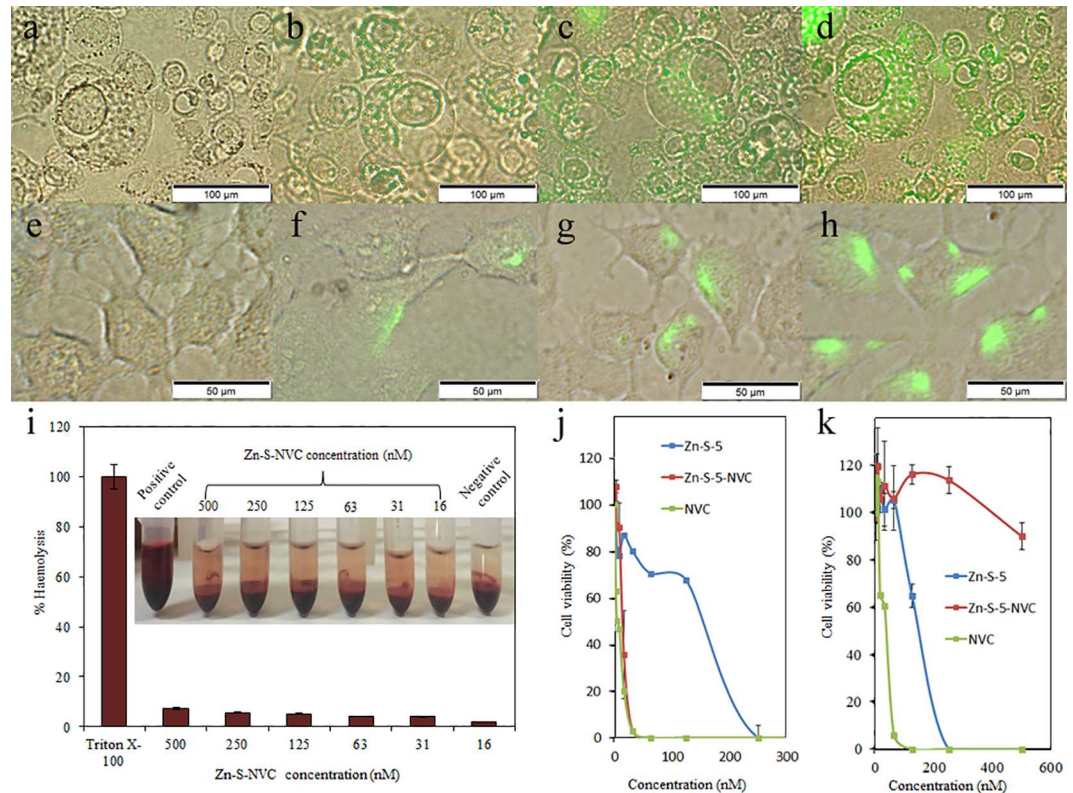 a
b
c
d
100 µm
100 µm
100 µm
100 µm
e
f
g
h
50 µm
50 µm
50 µm
50 µm
i
120
100
80
60
40
20
0
% Haemolysis
Zn-S-NVC concentration (nM)
Positive control
500
250
125
63
31
16
Negative control
Triton X-100
500
250
125
63
31
16
Zn-S-NVC concentration (nM)
j
120
100
80
60
40
20
0
Cell viability (%)
Zn-S-5
Zn-S-5-NVC
NVC
0
100
200
300
Concentration (nM)
k
120
100
80
60
40
20
0
Cell viability (%)
Zn-S-5
Zn-S-5-NVC
NVC
0
200
400
600
Concentration (nM)